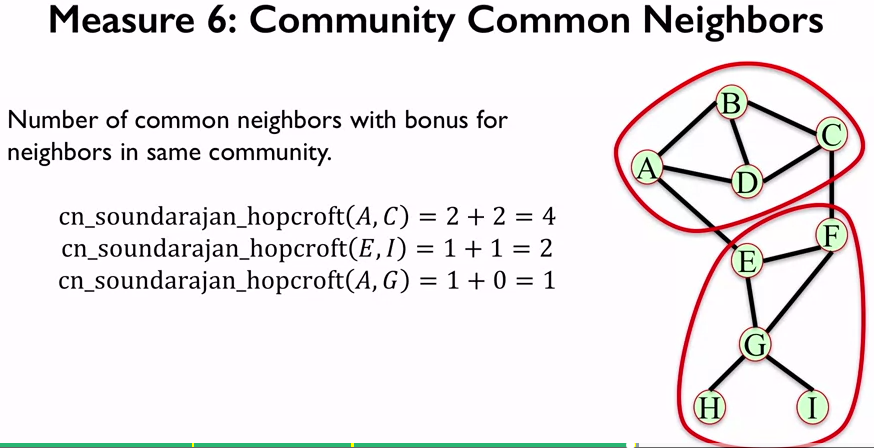 Measure 6: Community Common Neighbors
Number of common neighbors with bonus for
neighbors in same community.
cn_soundarajan_hopcroft(A, C) = 2 + 2 = 4
cn_soundarajan_hopcroft(E, I) = 1 + 1 = 2
cn_soundarajan_hopcroft(A, G) = 1 + 0 = 1
B
C
A
D
F
E
G
H
I